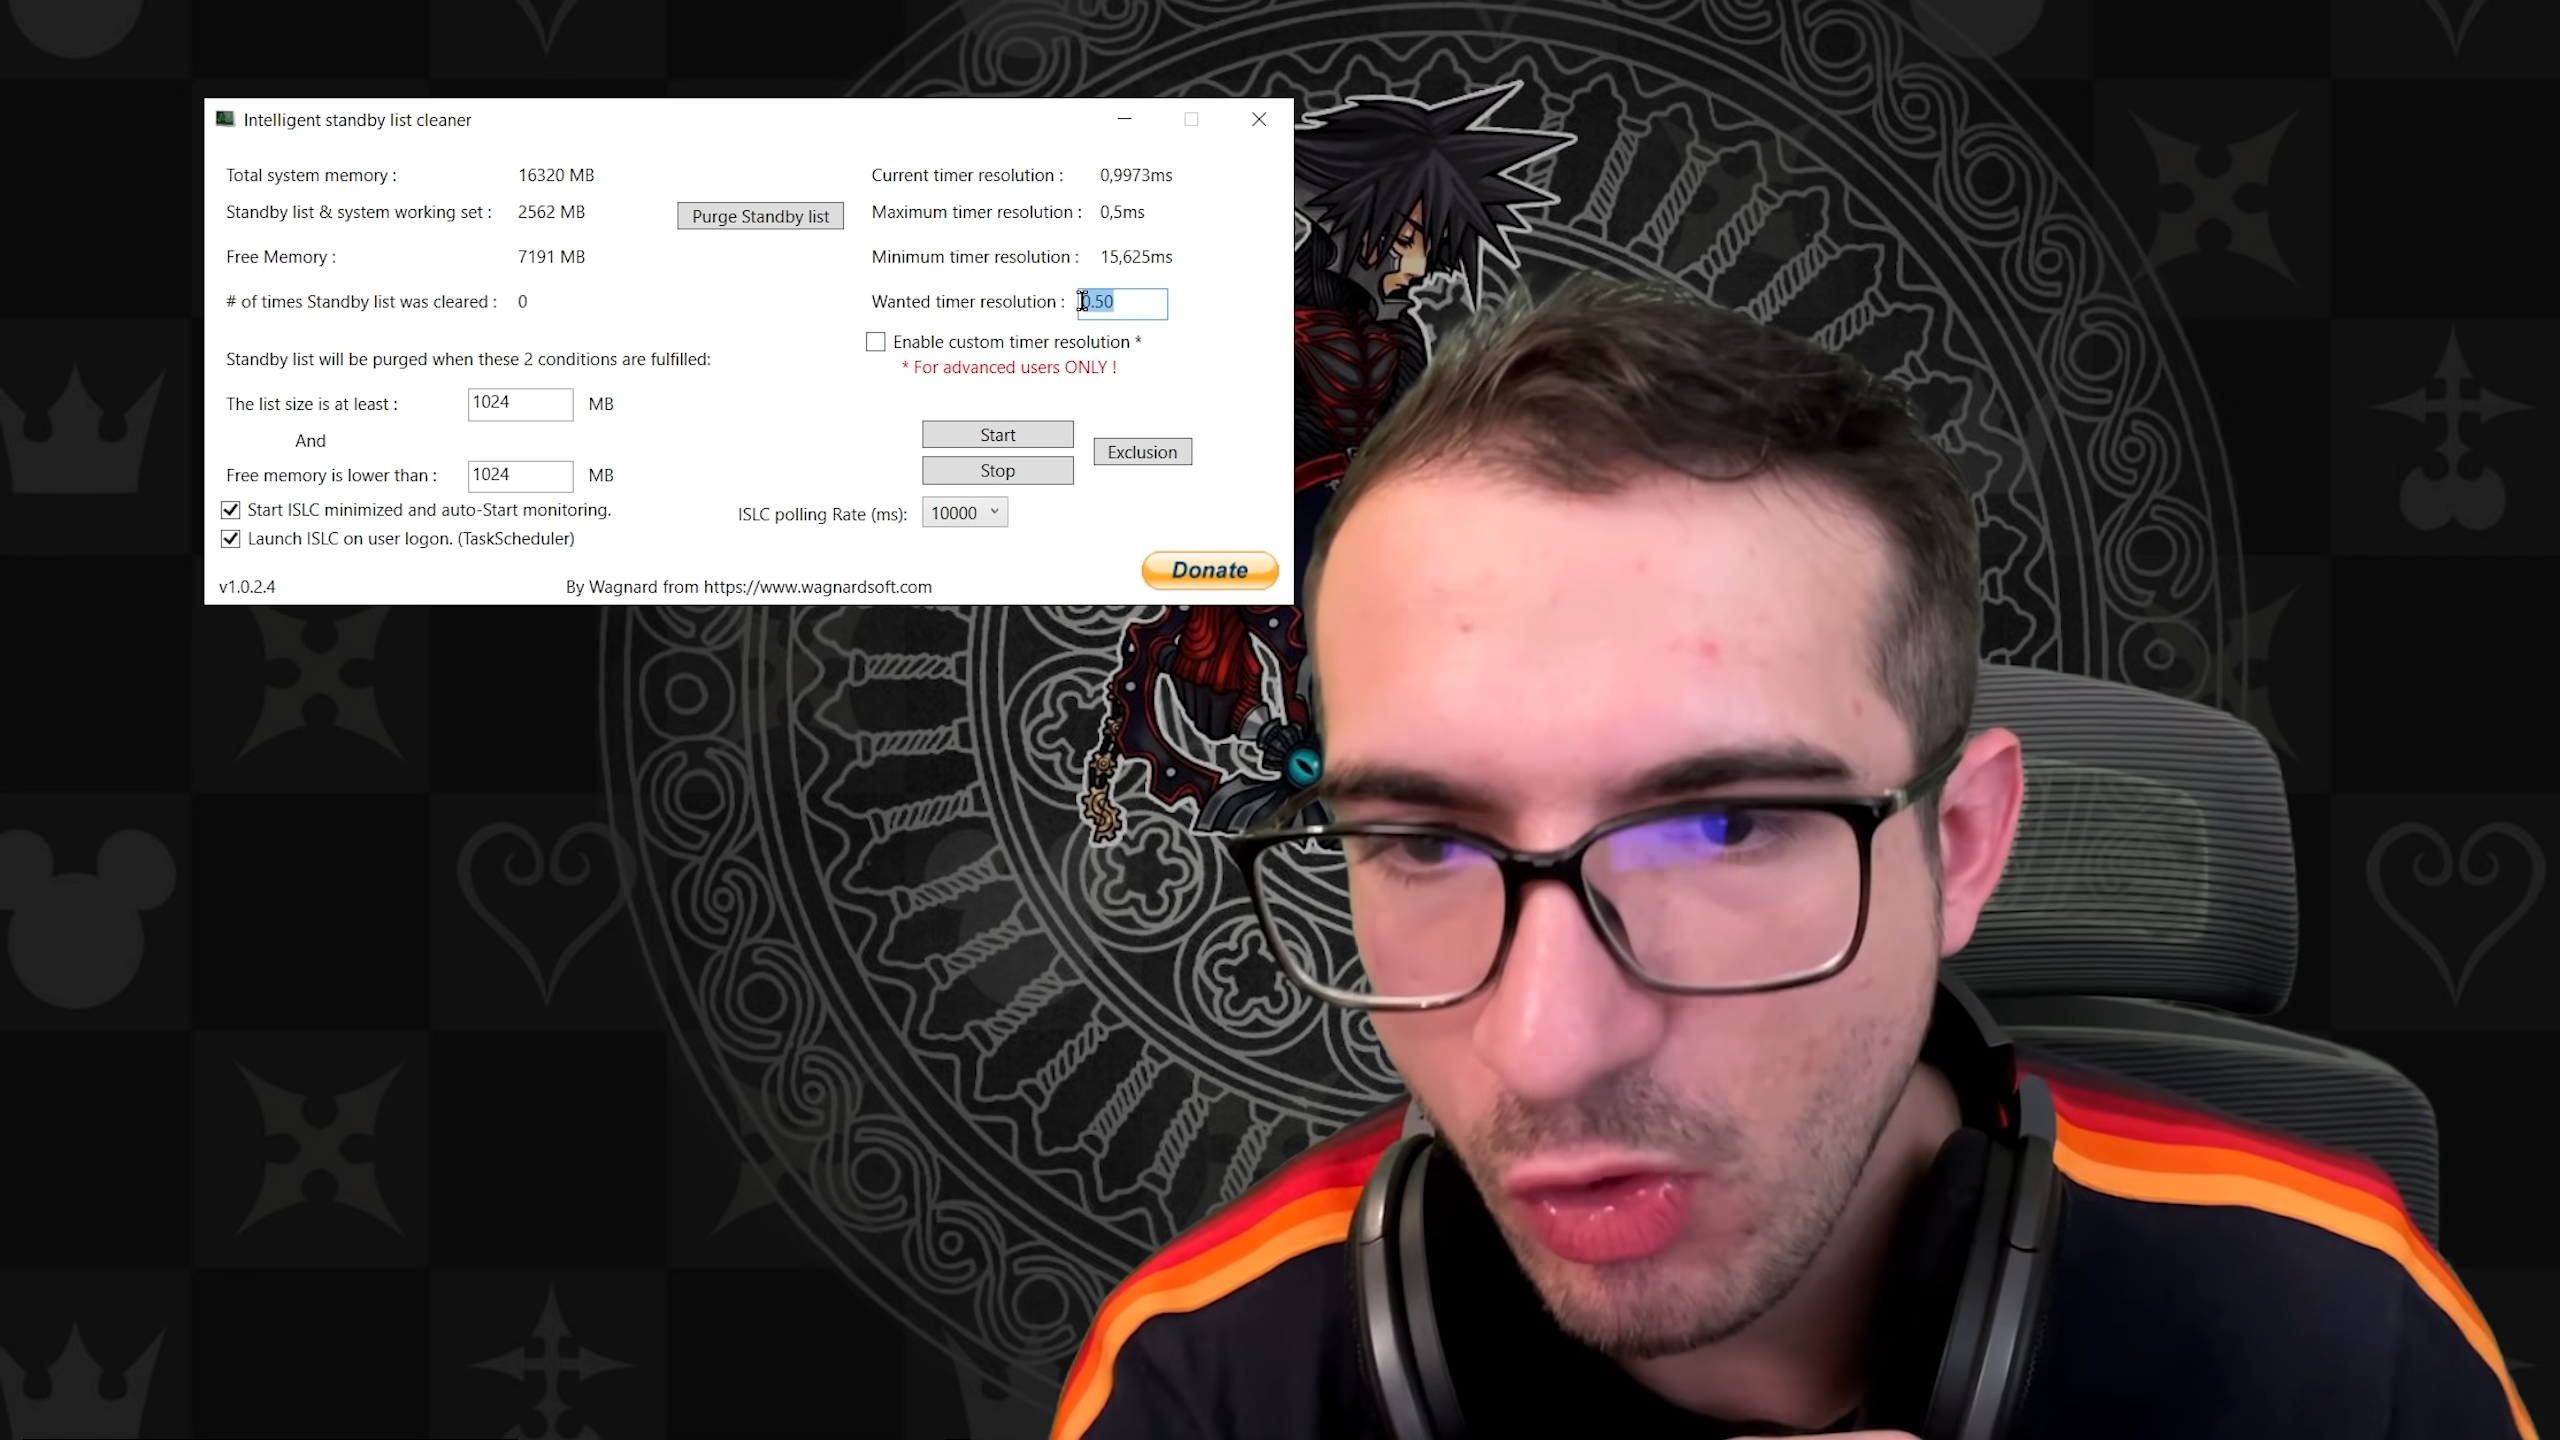 Intelligent standby list cleaner
Total system memory : 16320 MB
Standby list & system working set : 2562 MB
Purge Standby list
Free Memory : 7191 MB
# of times Standby list was cleared : 0
Standby list will be purged when these 2 conditions are fulfilled:
The list size is at least : 1024 MB
And
Free memory is lower than : 1024 MB
Start ISLC minimized and auto-Start monitoring.
Launch ISLC on user logon. (TaskScheduler)
Current timer resolution : 0,9973ms
Maximum timer resolution : 0,5ms
Minimum timer resolution : 15,625ms
Wanted timer resolution : 0.50
Enable custom timer resolution *
* For advanced users ONLY !
Start
Stop
Exclusion
ISLC polling Rate (ms): 10000
Donate
v1.0.2.4
By Wagnard from https://www.wagnardsoft.com